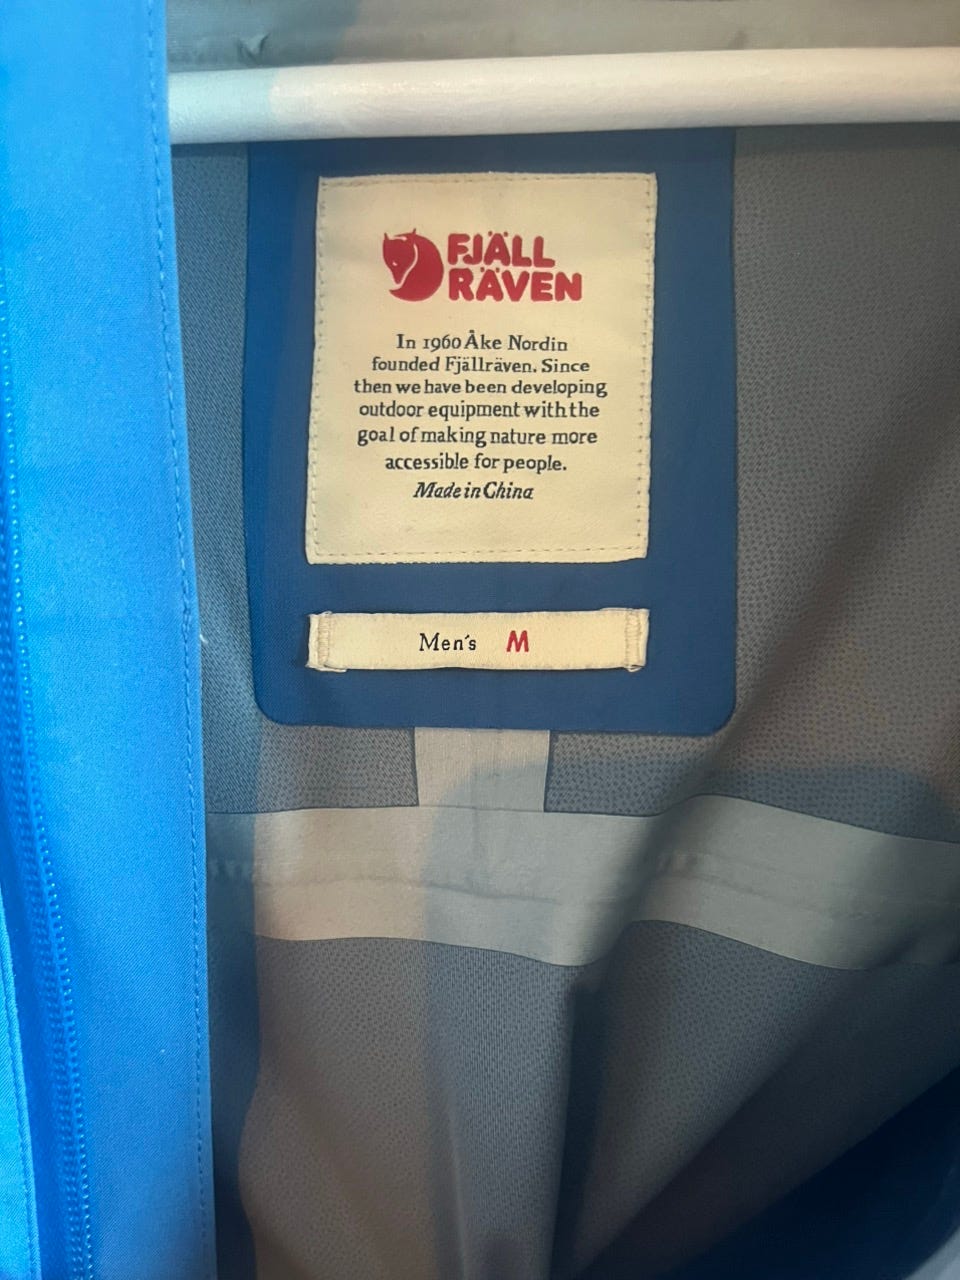 FJÄLL
RÄVEN
In 1960 Åke Nordin
founded Fjällräven. Since
then we have been developing
outdoor equipment with the
goal of making nature more
accessible for people.
Made in China
Men's M